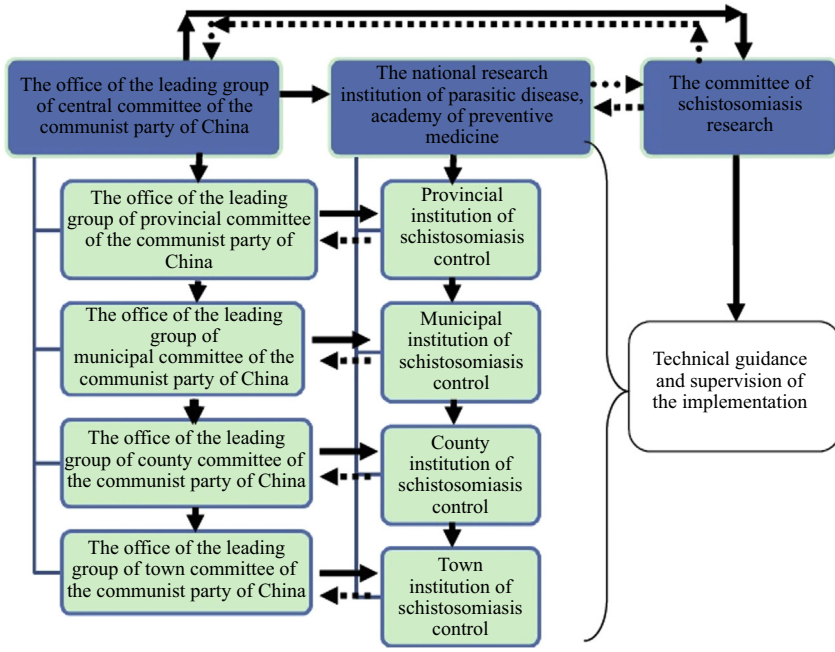 The office of the leading group
of central committee of the
communist party of China
The national research
institution of parasitic disease,
academy of preventive
medicine
The committee of
schistosomiasis
research
The office of the leading
group of provincial committee
of the communist party of
China
Provincial
institution of
schistosomiasis
control
The office of the leading
group of
municipal committee of the
communist party of China
Municipal
institution of
schistosomiasis
control
Technical guidance
and supervision of
the implementation
The office of the leading
group of county committee of
the communist party of China
County
institution of
schistosomiasis
control
The office of the leading
group of town committee of
the communist party of China
Town
institution of
schistosomiasis
control